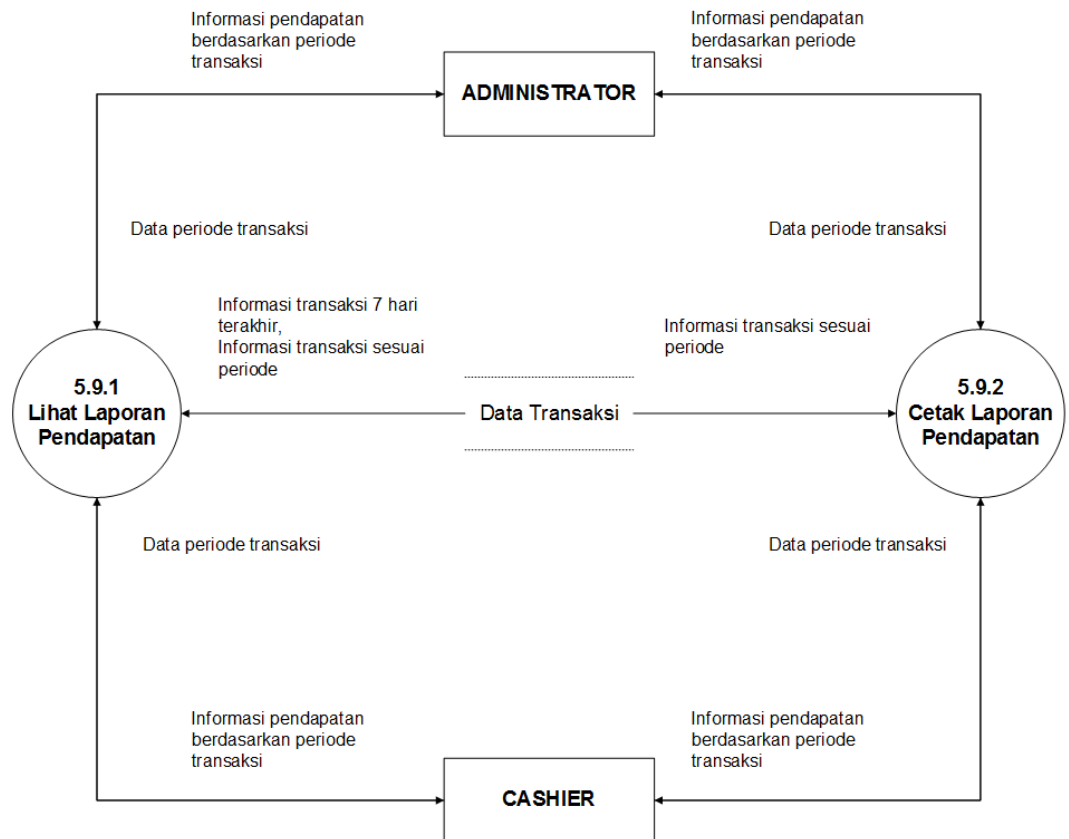 Informasi pendapatan
berdasarkan periode
transaksi
ADMINISTRATOR
Informasi pendapatan
berdasarkan periode
transaksi
Data periode transaksi
Data periode transaksi
Informasi transaksi 7 hari
terakhir,
Informasi transaksi sesuai
periode
Informasi transaksi sesuai
periode
5.9.1
Lihat Laporan
Pendapatan
Data Transaksi
5.9.2
Cetak Laporan
Pendapatan
Data periode transaksi
Data periode transaksi
Informasi pendapatan
berdasarkan periode
transaksi
CASHIER
Informasi pendapatan
berdasarkan periode
transaksi